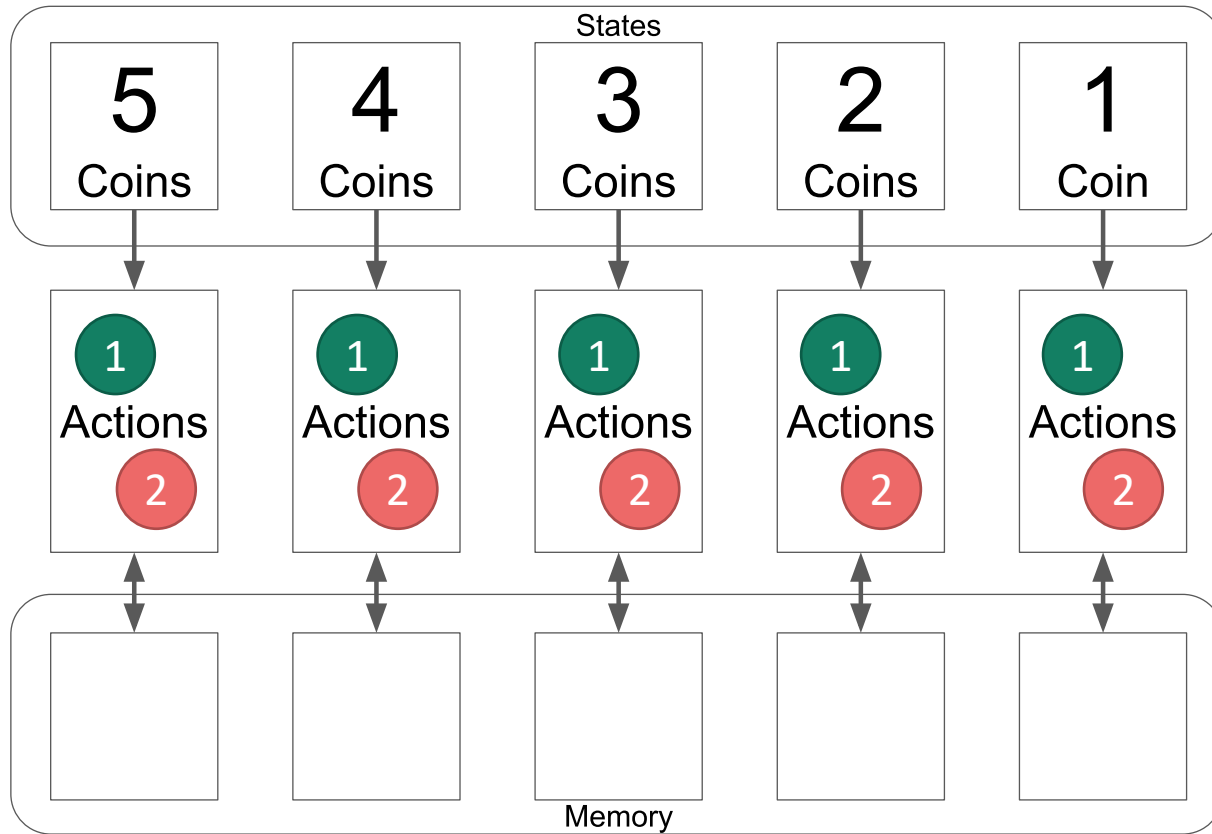 States
5 4 3 2 1
Coins Coins Coins Coins Coin
1 1 1 1 1
Actions Actions Actions Actions Actions
2 2 2 2 2
Memory